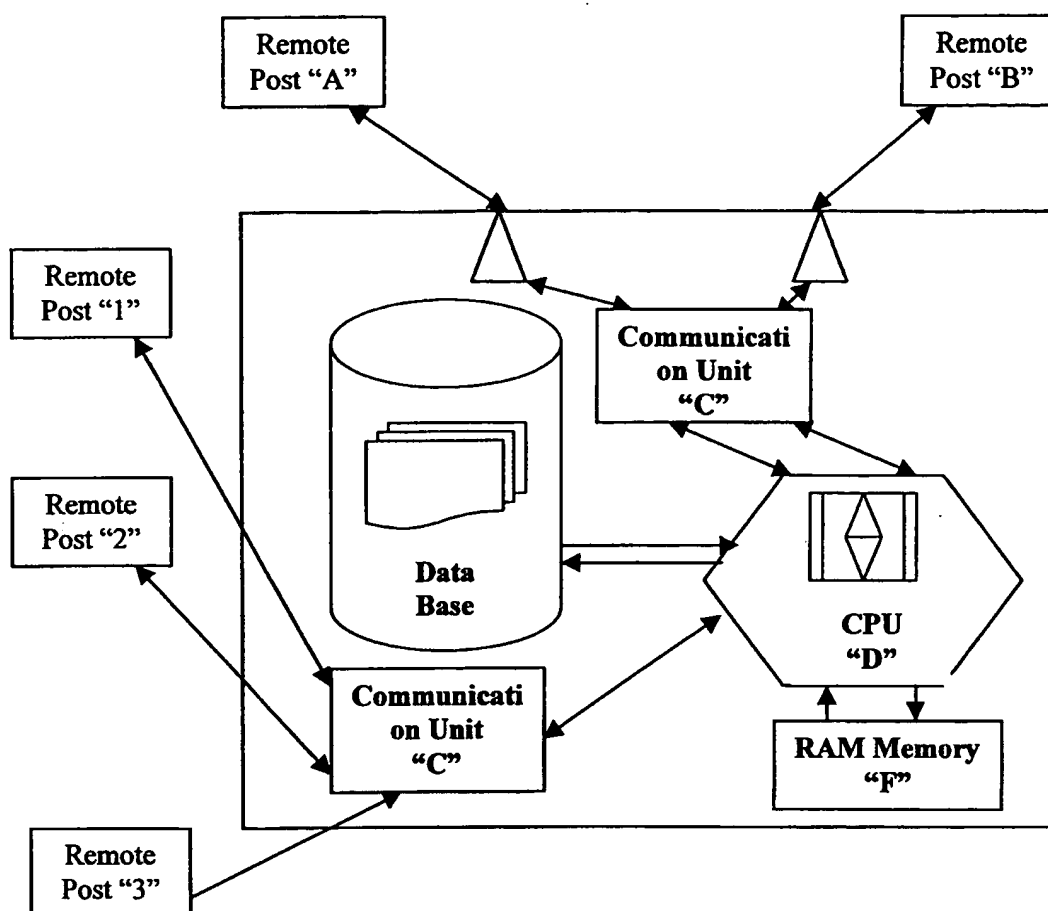 Remote
Post “A”
Remote
Post “B”
Remote
Post “1”
Communicati
on Unit
“C”
Remote
Post “2”
Data
Base
CPU
“D”
Communicati
on Unit
“C”
RAM Memory
“F”
Remote
Post “3”